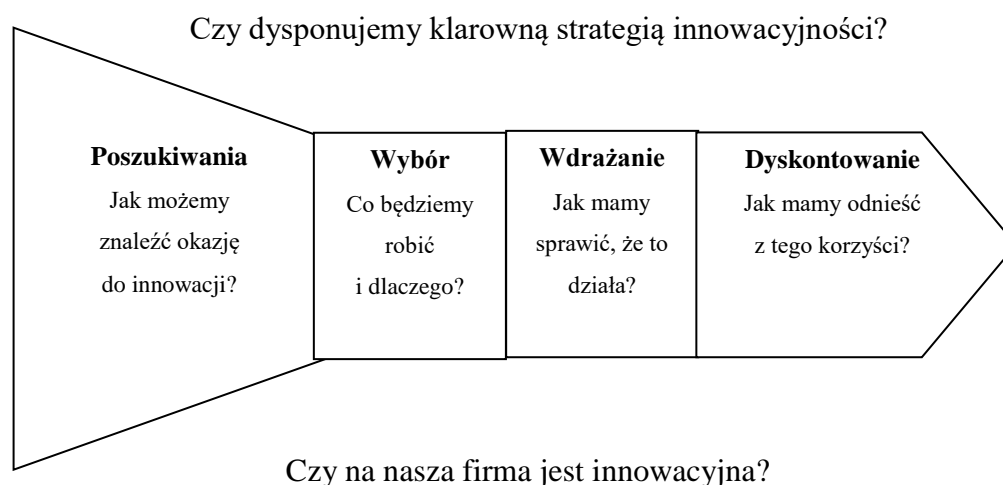 Czy dysponujemy klarowną strategią innowacyjności?
Poszukiwania
Jak możemy
znaleźć okazję
do innowacji?
Wybór
Co będziemy
robić
i dlaczego?
Wdrażanie
Jak mamy
sprawić, że to
działa?
Dyskontowanie
Jak mamy odnieść
z tego korzyści?
Czy na nasza firma jest innowacyjna?